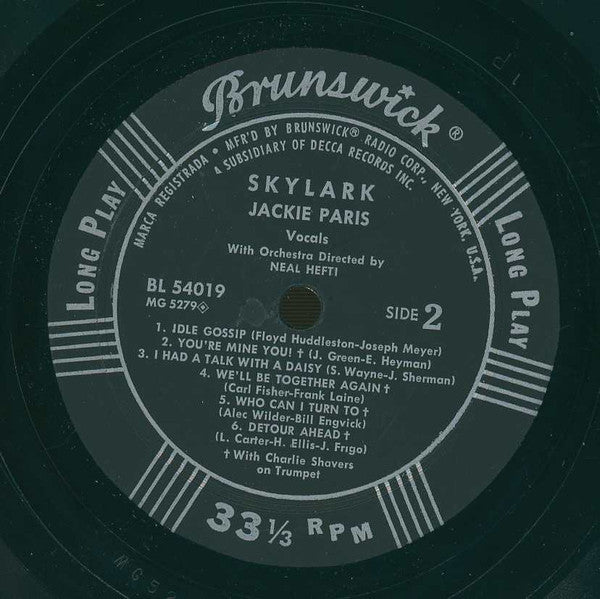 Brunswick ®
MARCA REGISTRADA • MFR'D BY BRUNSWICK® RADIO CORP., NEW YORK, U.S.A.
A SUBSIDIARY OF DECCA RECORDS INC.
LONG PLAY
LONG PLAY
SKYLARK
JACKIE PARIS
Vocals
With Orchestra Directed by
NEAL HEFTI
BL 54019
MG 5279
SIDE 2
1. IDLE GOSSIP (Floyd Huddleston-Joseph Meyer)
2. YOU'RE MINE YOU! † (J. Green-E. Heyman)
3. I HAD A TALK WITH A DAISY (S. Wayne-J. Sherman)
4. WE'LL BE TOGETHER AGAIN †
(Carl Fisher-Frank Laine)
5. WHO CAN I TURN TO †
(Alec Wilder-Bill Engvick)
6. DETOUR AHEAD †
(L. Carter-H. Ellis-J. Frigo)
† With Charlie Shavers
on Trumpet
33 1/3 RPM